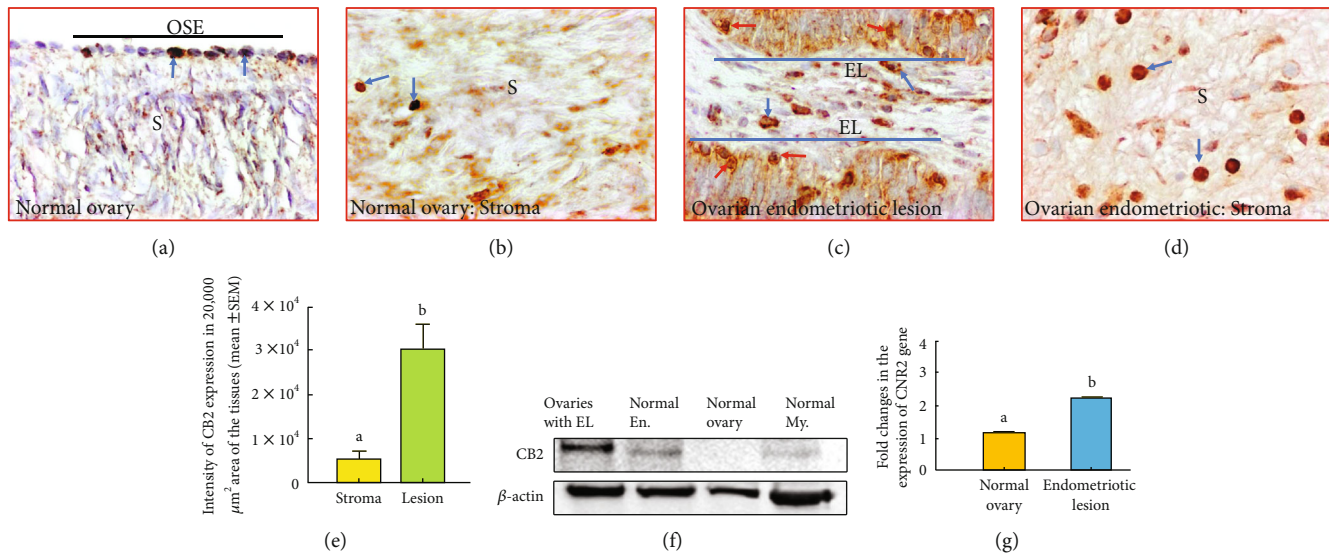 OSE
S
Normal ovary
(a)
S
Normal ovary: Stroma
(b)
EL
EL
Ovarian endometriotic lesion
(c)
S
Ovarian endometriotic: Stroma
(d)
Intensity of CB2 expression in 20,000
μm² area of the tissues (mean ±SEM)
4 × 10⁴
3 × 10⁴
2 × 10⁴
1 × 10⁴
0
a
b
Stroma
Lesion
(e)
Ovaries
with EL
Normal
En.
Normal
ovary
Normal
My.
CB2
β-actin
(f)
Fold changes in the
expression of CNR2 gene
4
3
2
1
0
a
b
Normal
ovary
Endometriotic
lesion
(g)